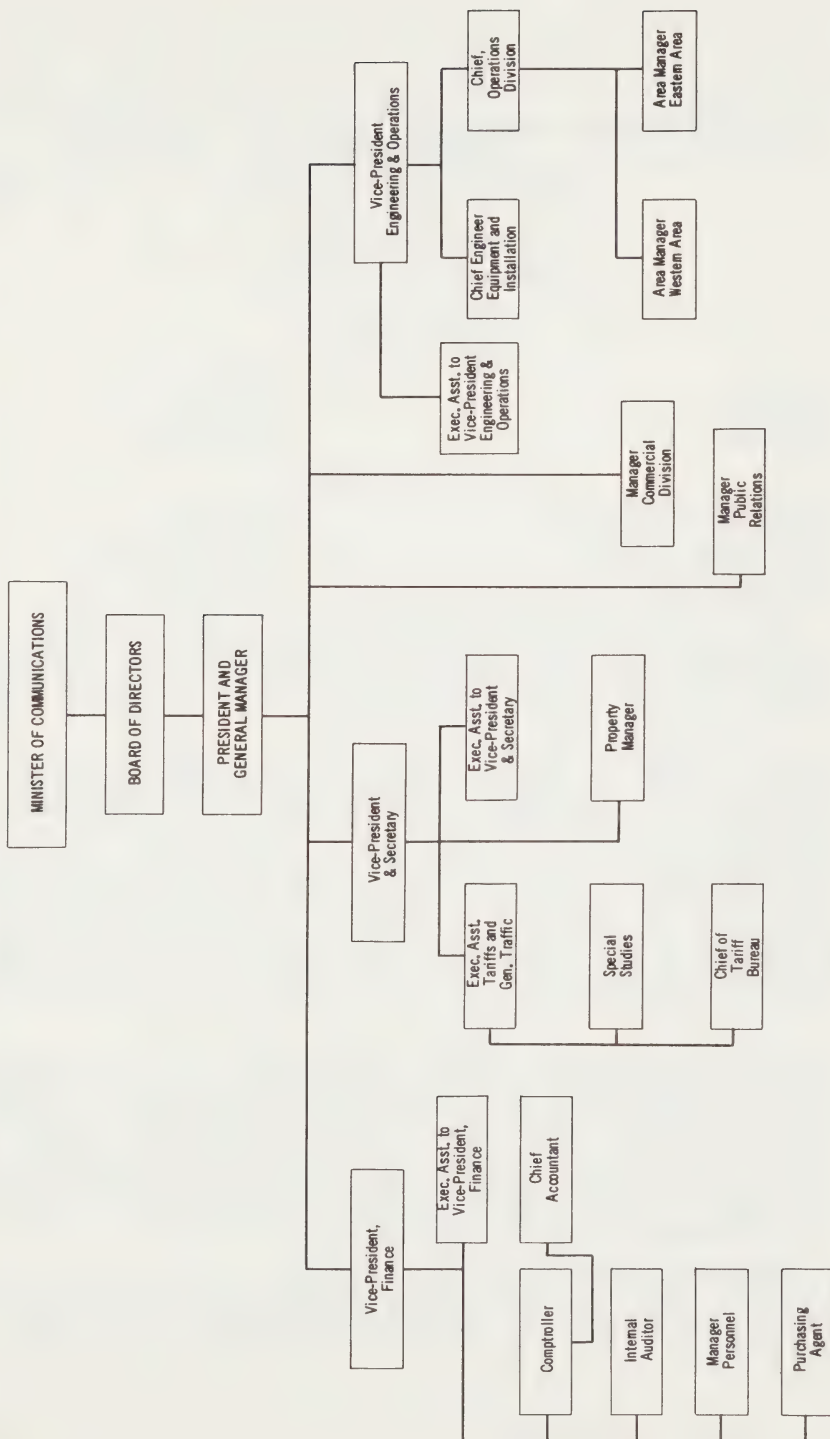 MINISTER OF COMMUNICATIONS
BOARD OF DIRECTORS
PRESIDENT AND
GENERAL MANAGER
Vice-President,
Finance
Exec. Asst. to
Vice-President,
Finance
Comptroller
Chief
Accountant
Internal
Auditor
Manager
Personnel
Purchasing
Agent
Vice-President
& Secretary
Exec. Asst.
Tariffs and
Gen. Traffic
Exec. Asst. to
Vice-President
& Secretary
Special
Studies
Property
Manager
Chief of
Tariff
Bureau
Manager
Public
Relations
Manager
Commercial
Division
Vice-President
Engineering & Operations
Exec. Asst. to
Vice-President
Engineering &
Operations
Chief Engineer
Equipment and
Installation
Chief,
Operations
Division
Area Manager
Western Area
Area Manager
Eastern Area